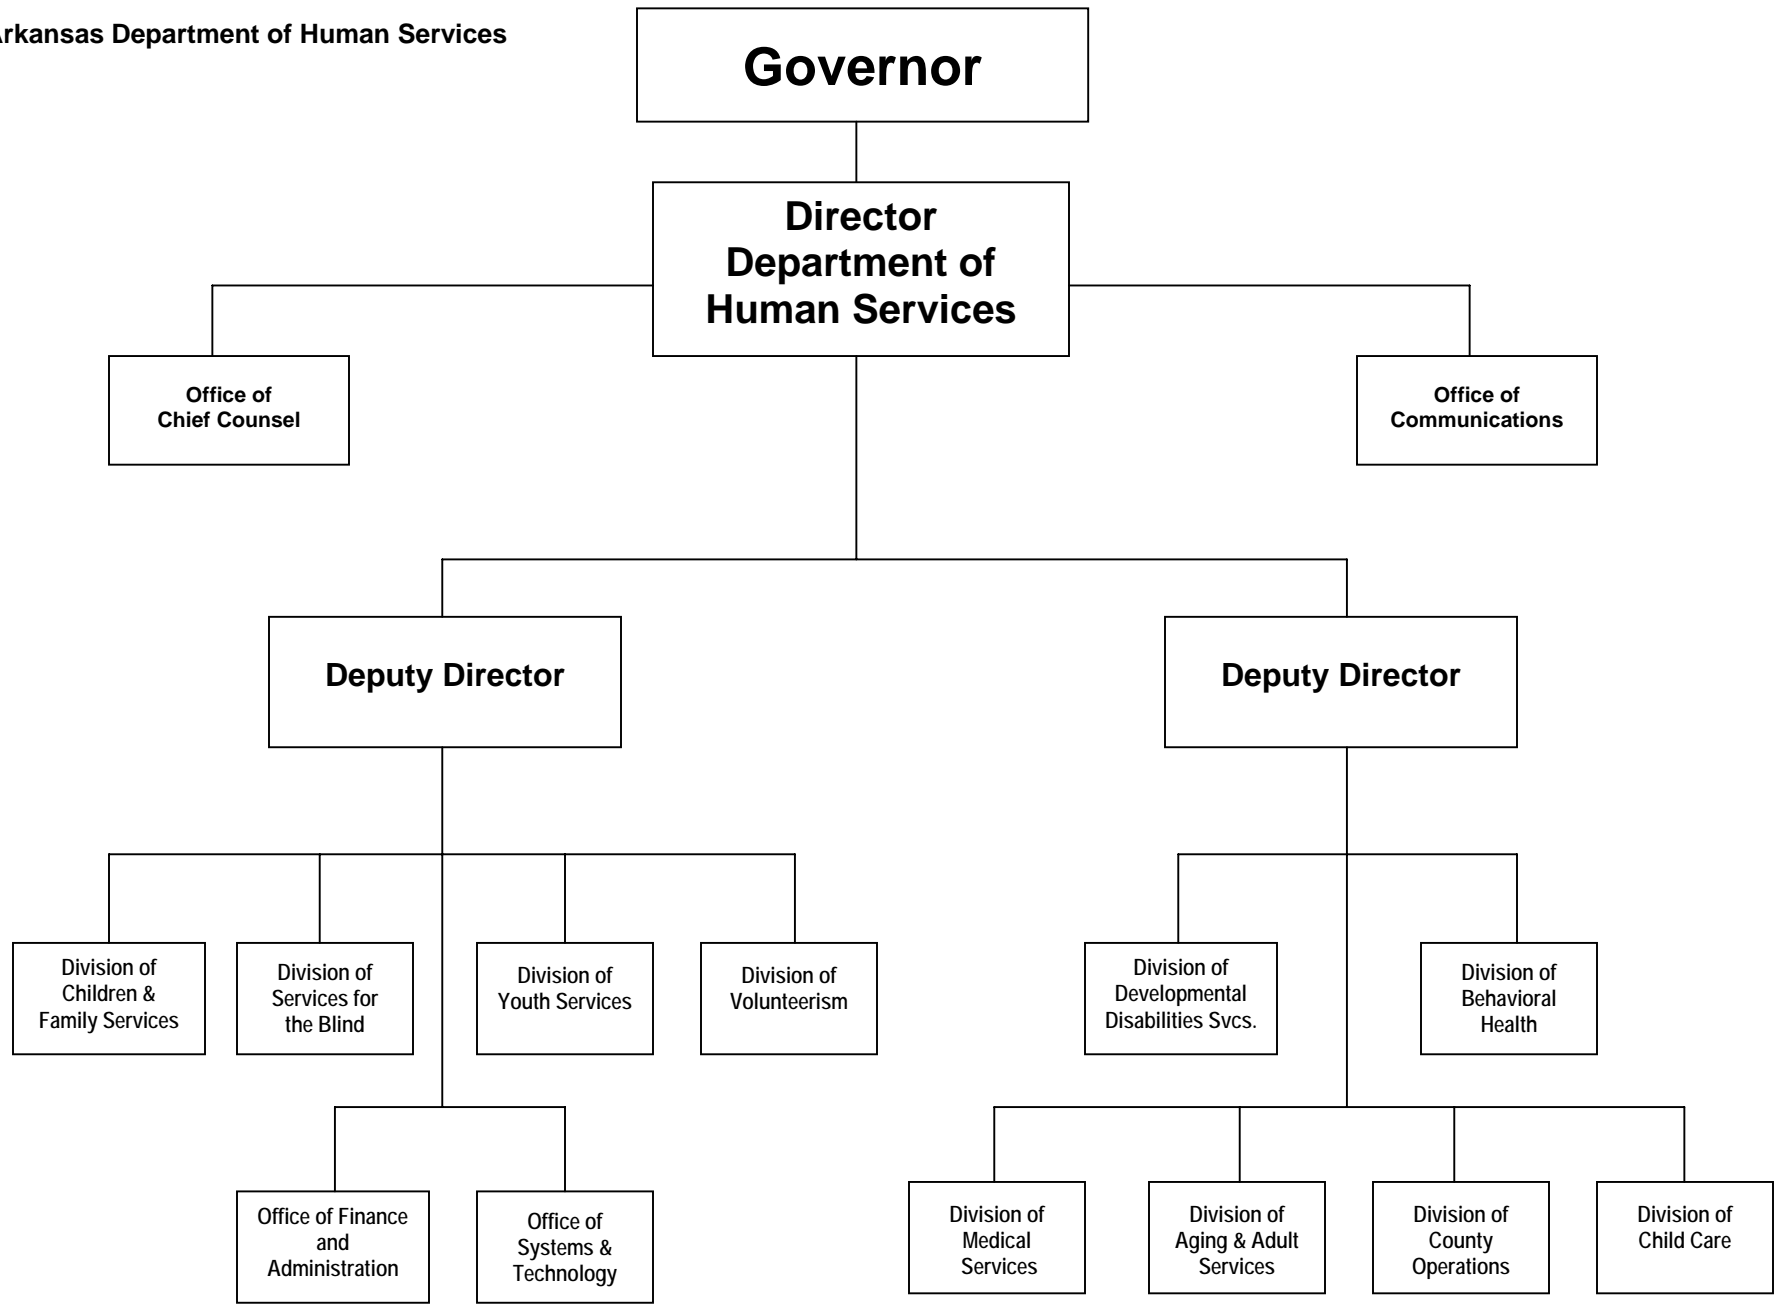 rkansas Department of Human Services
Governor
Director
Department of
Human Services
Office of
Chief Counsel
Office of
Communications
Deputy Director
Deputy Director
Division of
Children &
Family Services
Division of
Services for
the Blind
Division of
Youth Services
Division of
Volunteerism
Division of
Developmental
Disabilities Svcs.
Division of
Behavioral
Health
Office of Finance
and
Administration
Office of
Systems &
Technology
Division of
Medical
Services
Division of
Aging & Adult
Services
Division of
County
Operations
Division of
Child Care